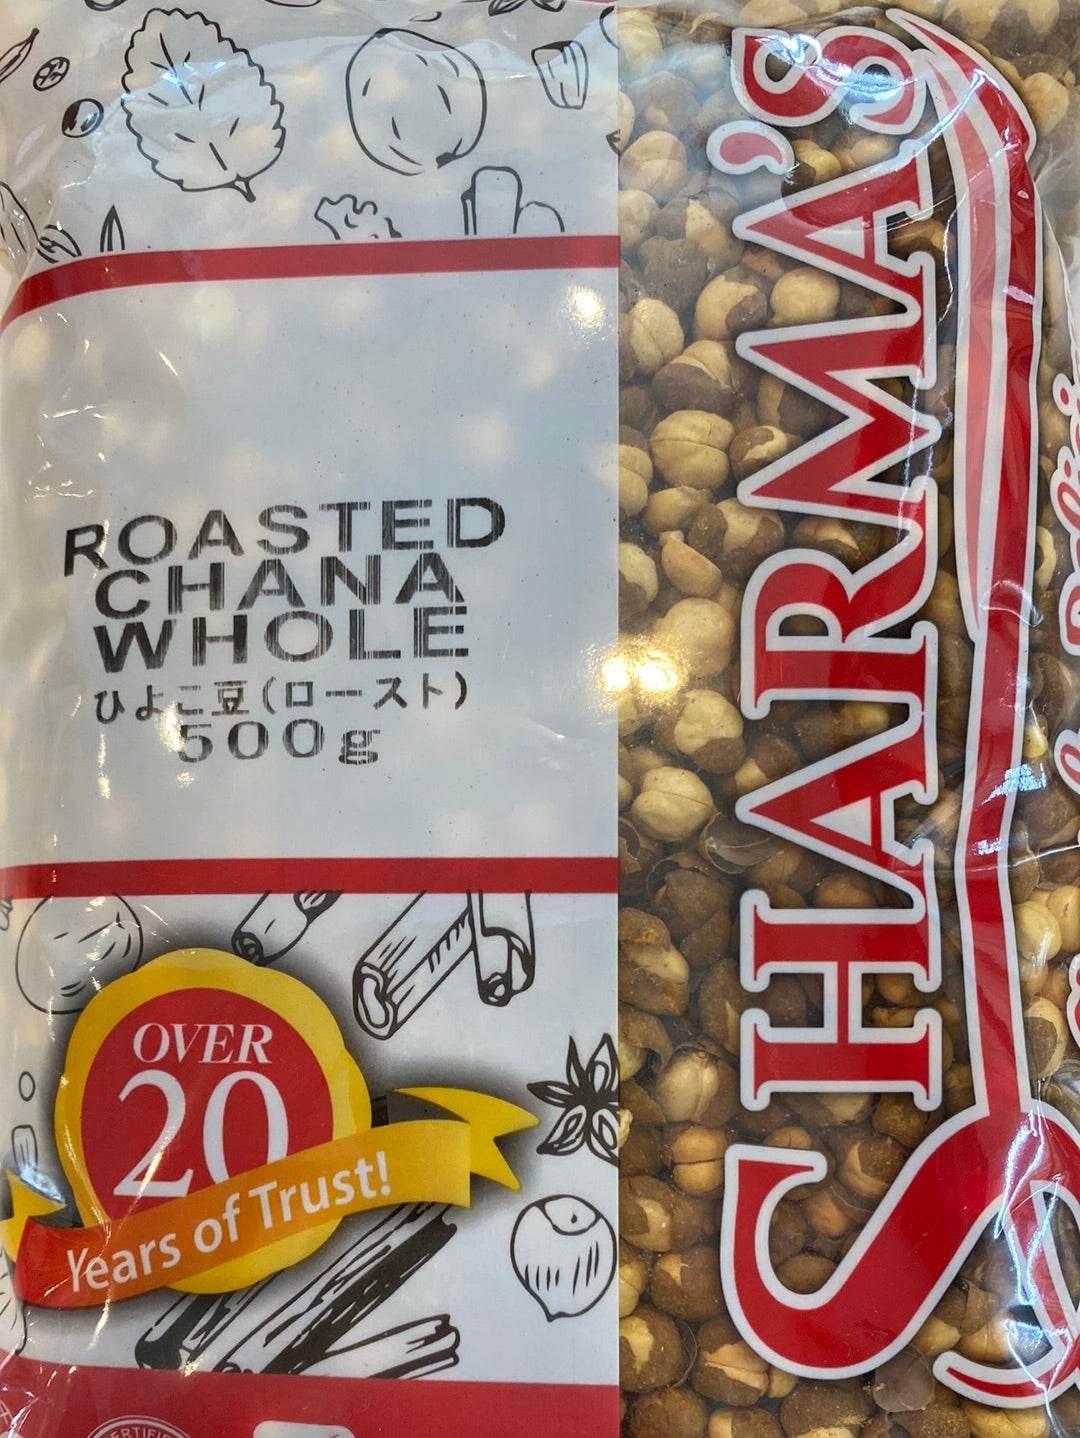 ROASTED
CHANA
WHOLE
ひよこ豆(ロースト)
500g
OVER
20
Years of Trust!
SHARMA'S